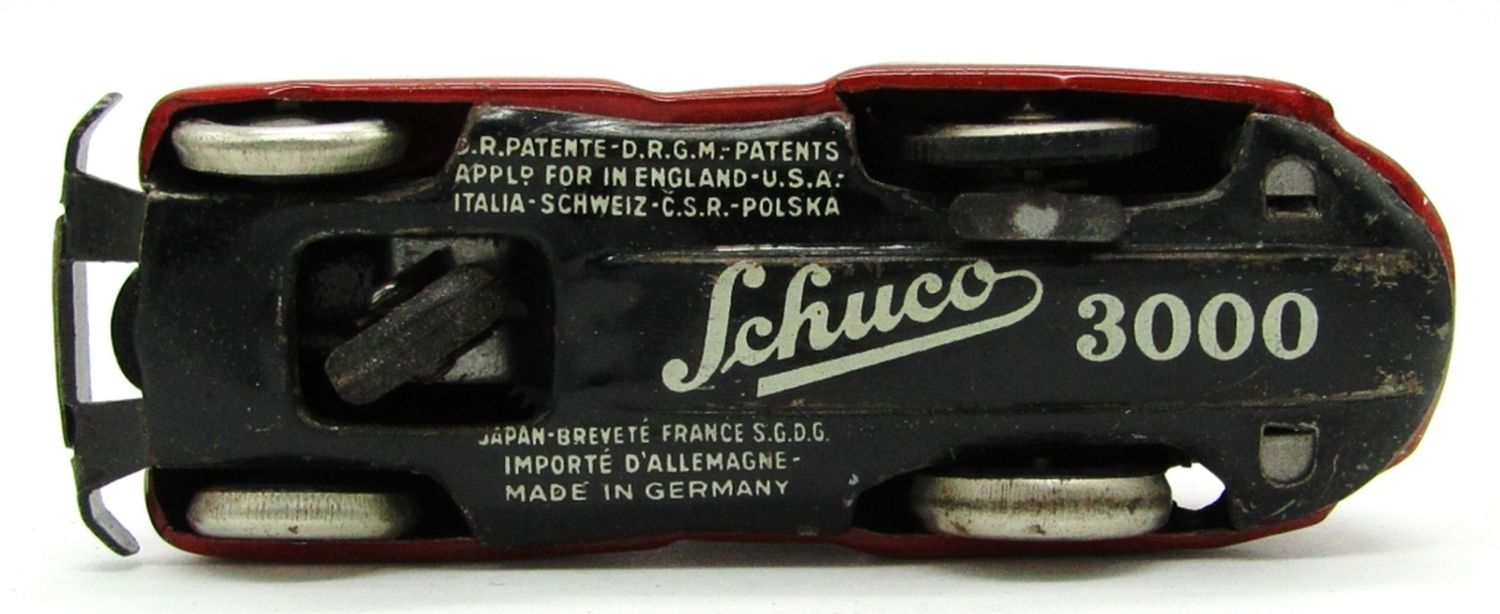 D.R.PATENTE-D.R.G.M.-PATENTS
APPLD FOR IN ENGLAND-U.S.A.-
ITALIA-SCHWEIZ-Č.S.R.-POLSKA
Schuco 3000
JAPAN-BREVETÉ FRANCE S.G.D.G.
IMPORTÉ D'ALLEMAGNE-
MADE IN GERMANY